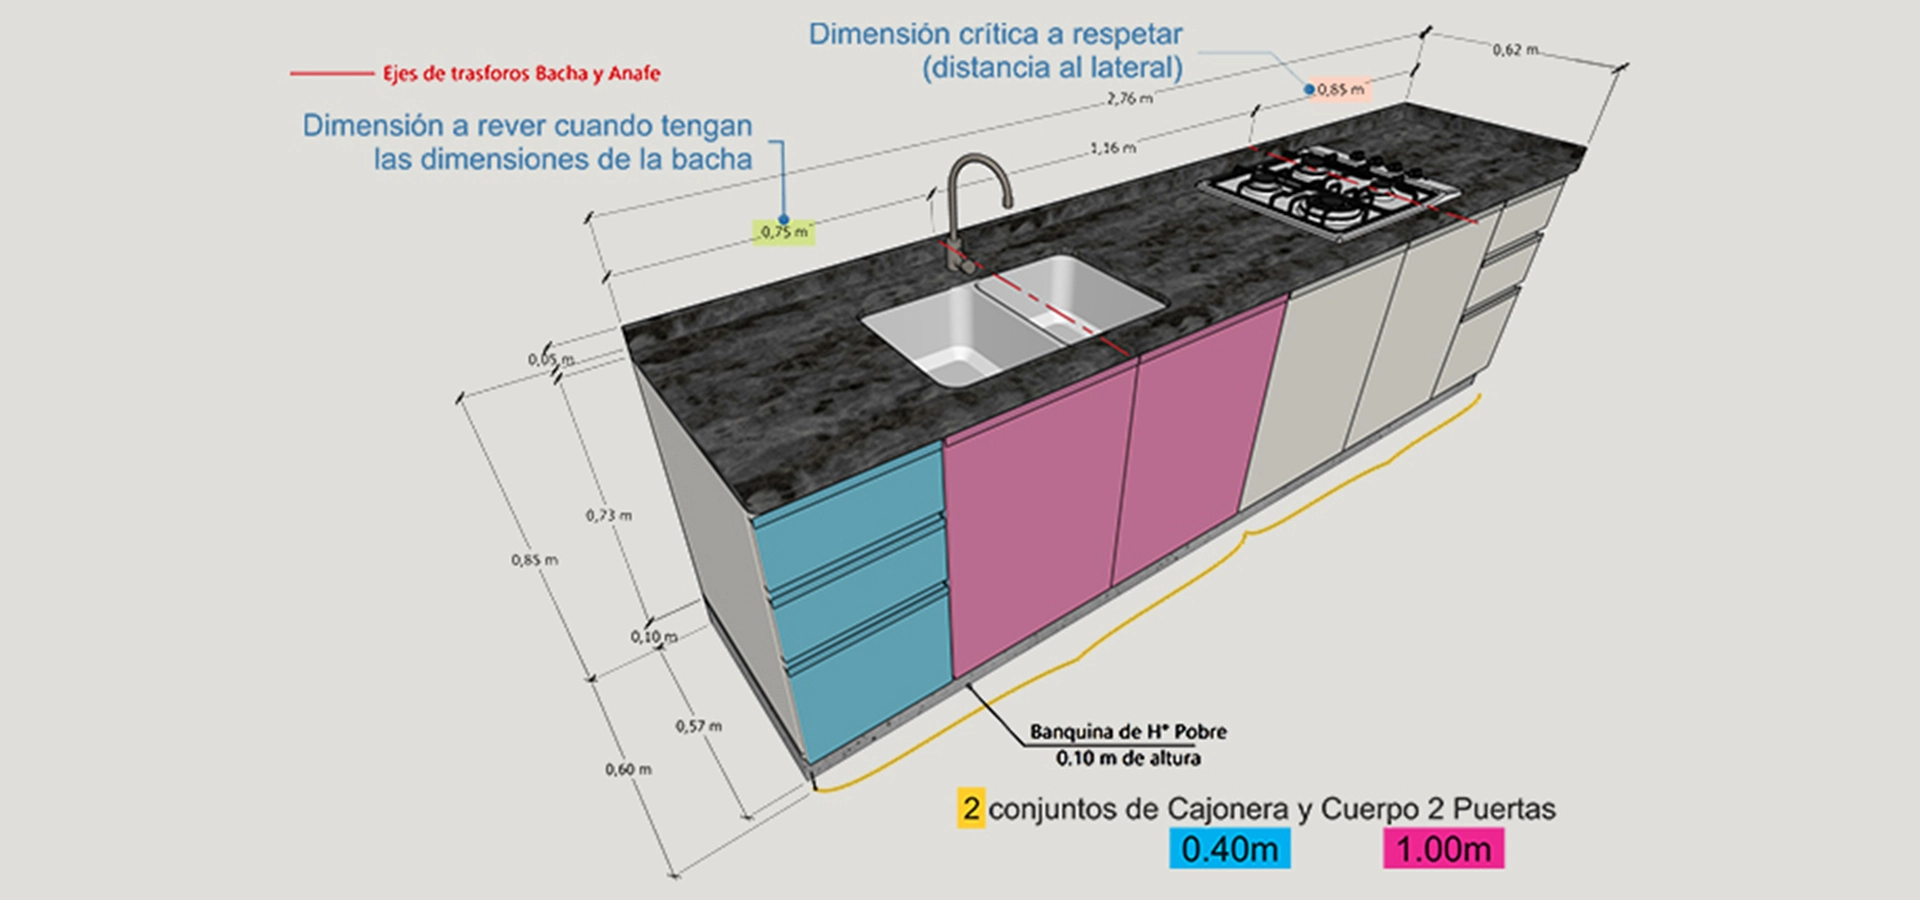 Dimensión crítica a respetar
(distancia al lateral)
0,62 m
Ejes de trasforos Bacha y Anafe
0,85 m
2,76 m
Dimensión a rever cuando tengan
las dimensiones de la bacha
1,16 m
0,75 m
0,05 m
0,73 m
0,85 m
0,10 m
0,57 m
0,60 m
Banquina de H° Pobre
0.10 m de altura
2 conjuntos de Cajonera y Cuerpo 2 Puertas
0.40m 1.00m